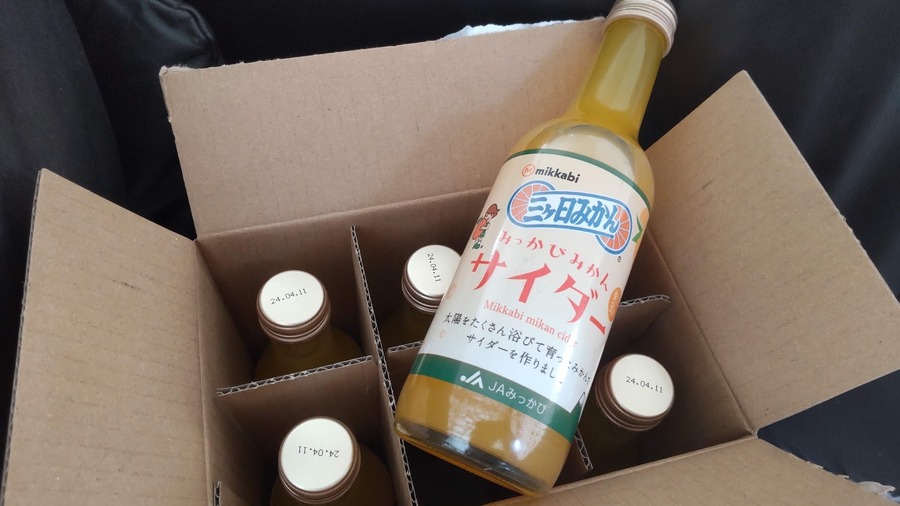 mikkabi
三ヶ日みかん
みっかびみかん
サイダー
Mikkabi mikan cider
太陽をたくさん浴びて育ったみかんで
サイダーを作りました
JAみっかび
24.04.11
24.04.11
24.04.11
24.04.11